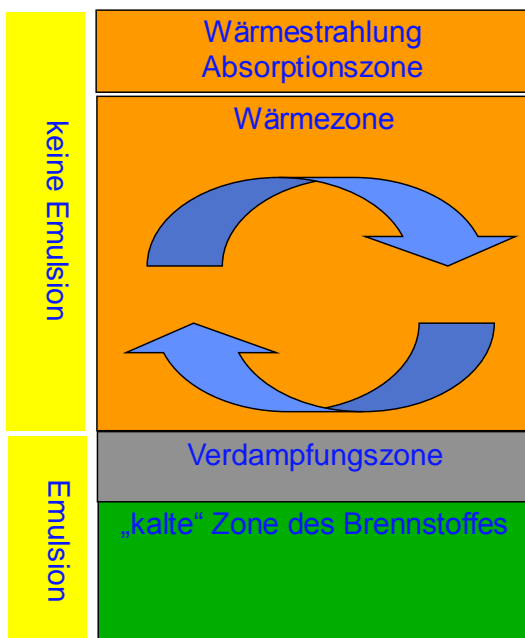 Wärmestrahlung
Absorptionszone
Wärmezone
keine Emulsion
Verdampfungszone
„kalte“ Zone des Brennstoffes
Emulsion